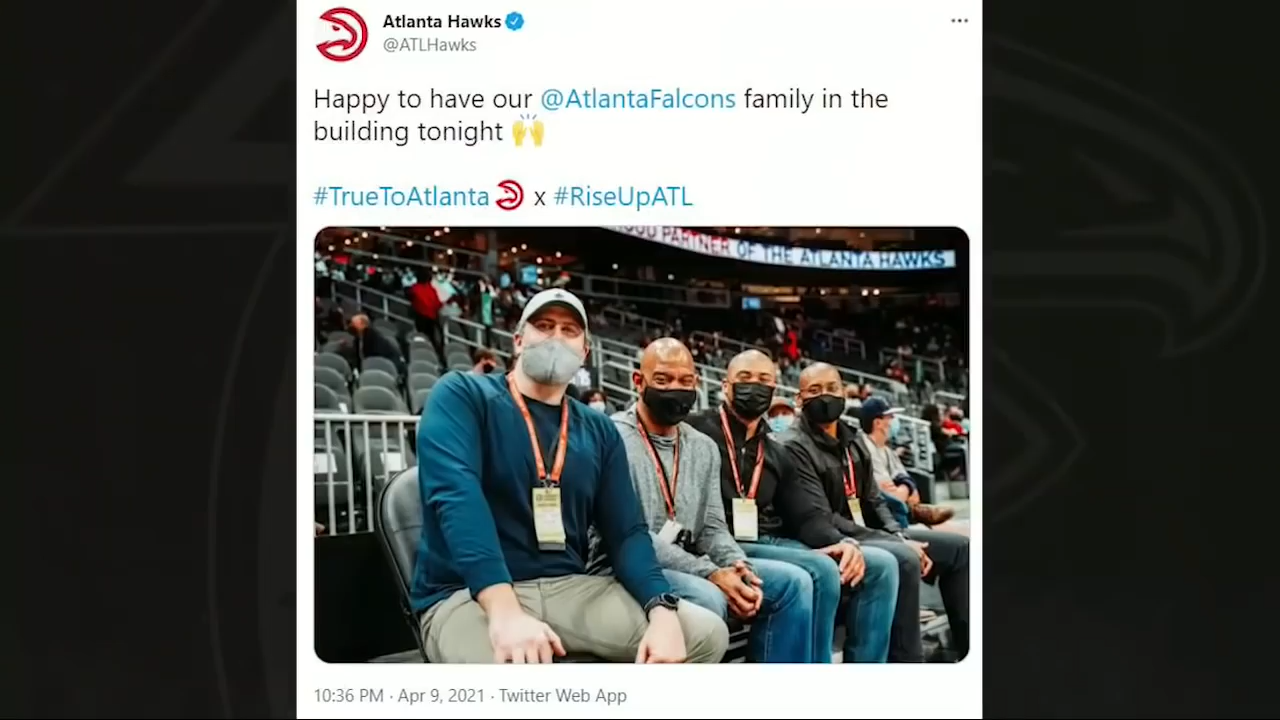 Atlanta Hawks
@ATLHawks
Happy to have our @AtlantaFalcons family in the
building tonight 🙌
#TrueToAtlanta x #RiseUpATL
PARTNER OF THE ATLANTA HAWKS
10:36 PM · Apr 9, 2021 · Twitter Web App